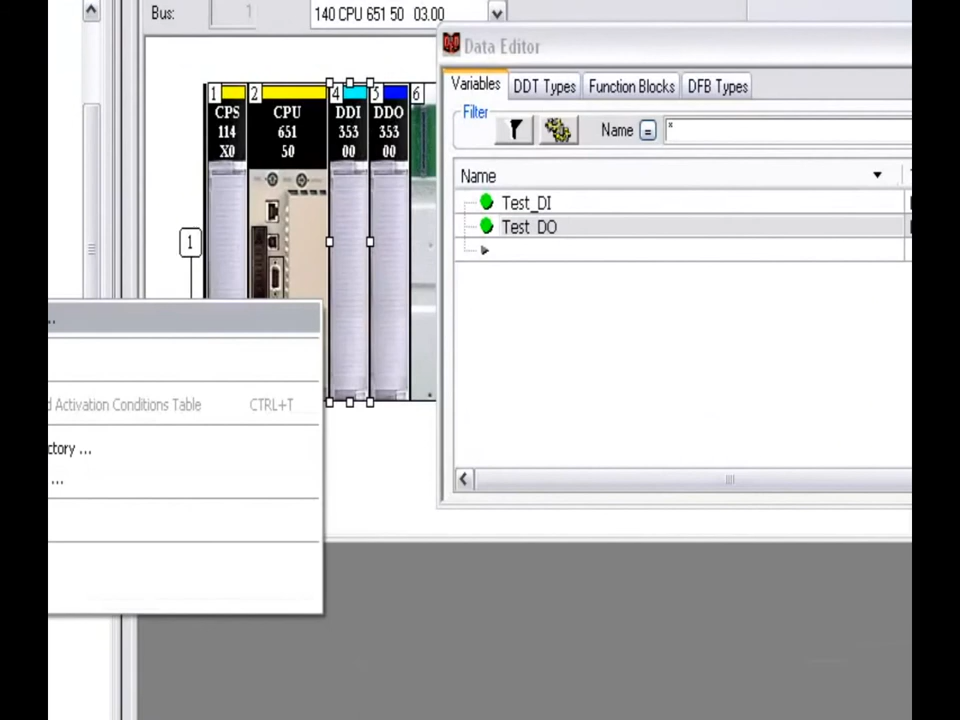 Bus:
1
140 CPU 651 50 03.00
Data Editor
Variables
DDT Types
Function Blocks
DFB Types
Filter
Name
=
*
Name
Test_DI
Test_DO
1
2
4
5
6
CPS
114
X0
CPU
651
50
DDI
353
00
DDO
353
00
1
...
d Activation Conditions Table CTRL+T
ctory ...
...